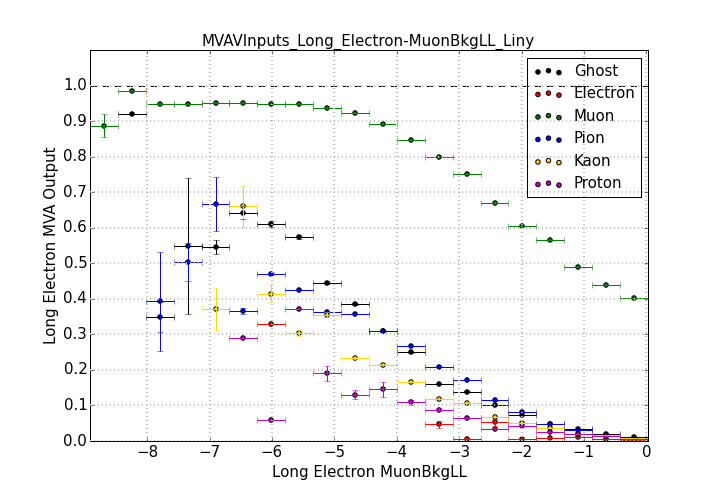 MVAVInputs_Long_Electron-MuonBkgLL_Liny
Long Electron MVA Output
1.0
0.9
0.8
0.7
0.6
0.5
0.4
0.3
0.2
0.1
0.0
Ghost
Electron
Muon
Pion
Kaon
Proton
−8 −7 −6 −5 −4 −3 −2 −1 0
Long Electron MuonBkgLL